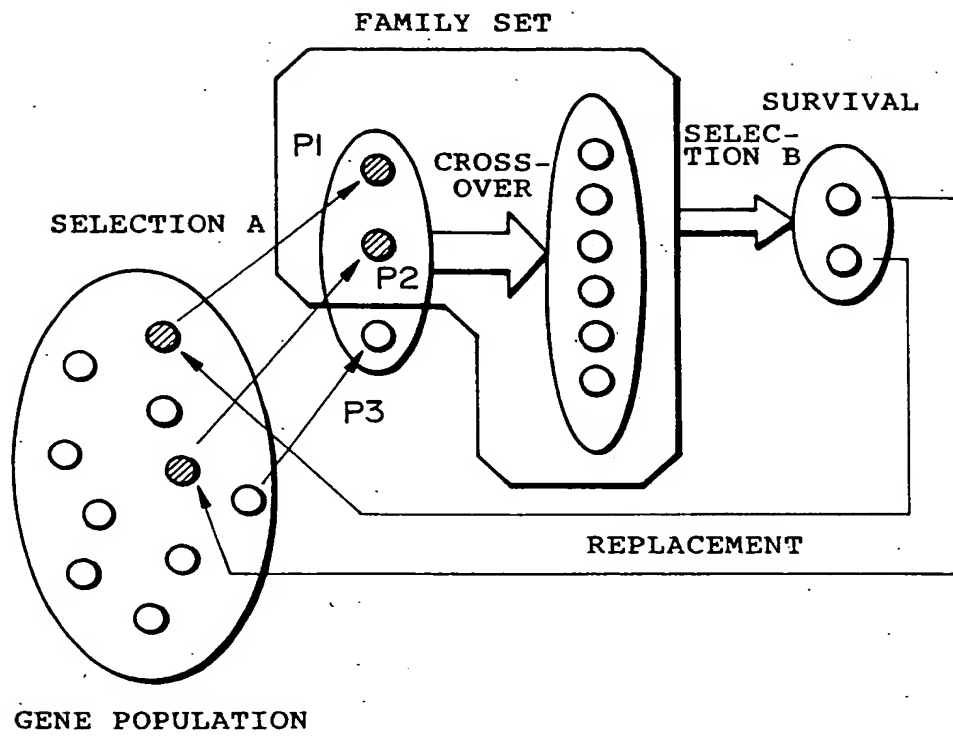 FAMILY SET
SURVIVAL
P1
CROSS-
OVER
SELEC-
TION B
SELECTION A
P2
P3
REPLACEMENT
GENE POPULATION